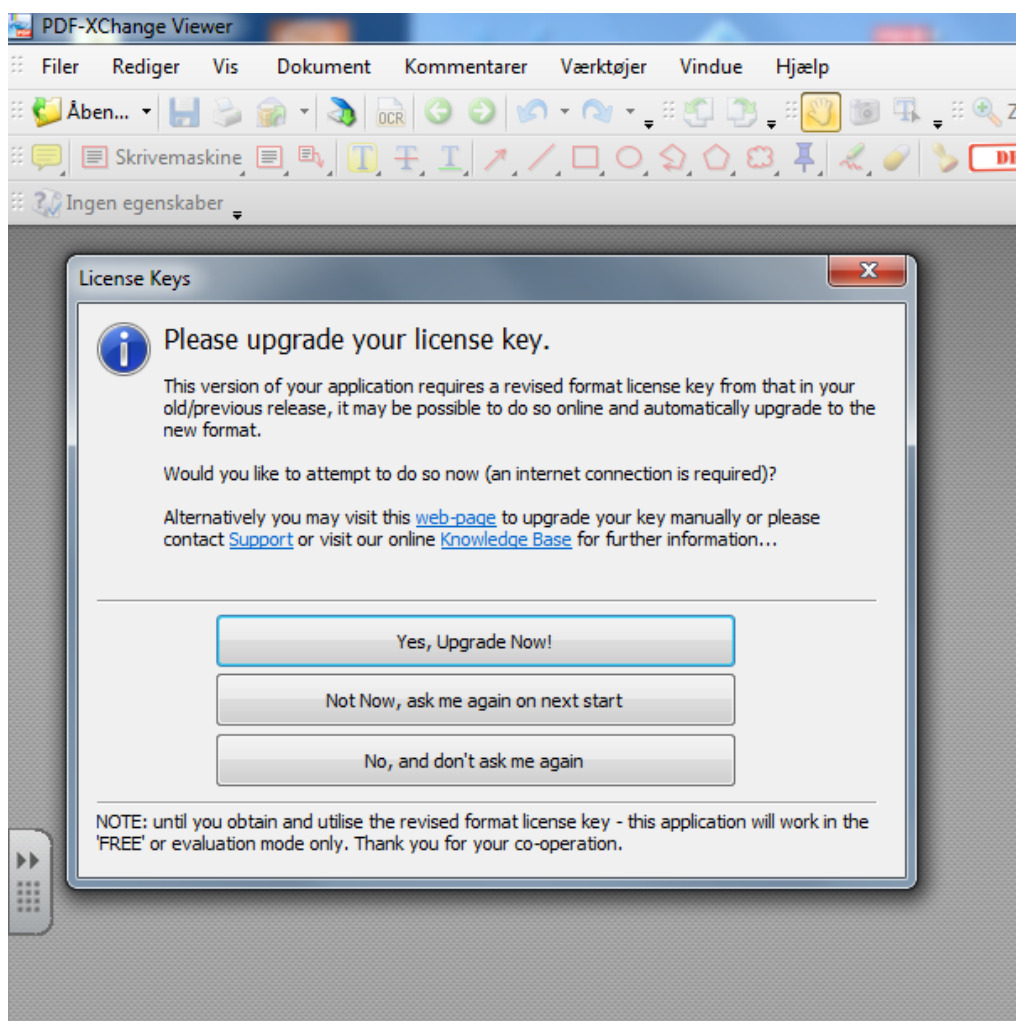 PDF-XChange Viewer
Filer Rediger Vis Dokument Kommentarer Værktøjer Vindue Hjælp
Åben... OCR T
Skrivemaskine T T T
Ingen egenskaber
License Keys
Please upgrade your license key.
This version of your application requires a revised format license key from that in your
old/previous release, it may be possible to do so online and automatically upgrade to the
new format.
Would you like to attempt to do so now (an internet connection is required)?
Alternatively you may visit this web-page to upgrade your key manually or please
contact Support or visit our online Knowledge Base for further information...
Yes, Upgrade Now!
Not Now, ask me again on next start
No, and don't ask me again
NOTE: until you obtain and utilise the revised format license key - this application will work in the
'FREE' or evaluation mode only. Thank you for your co-operation.